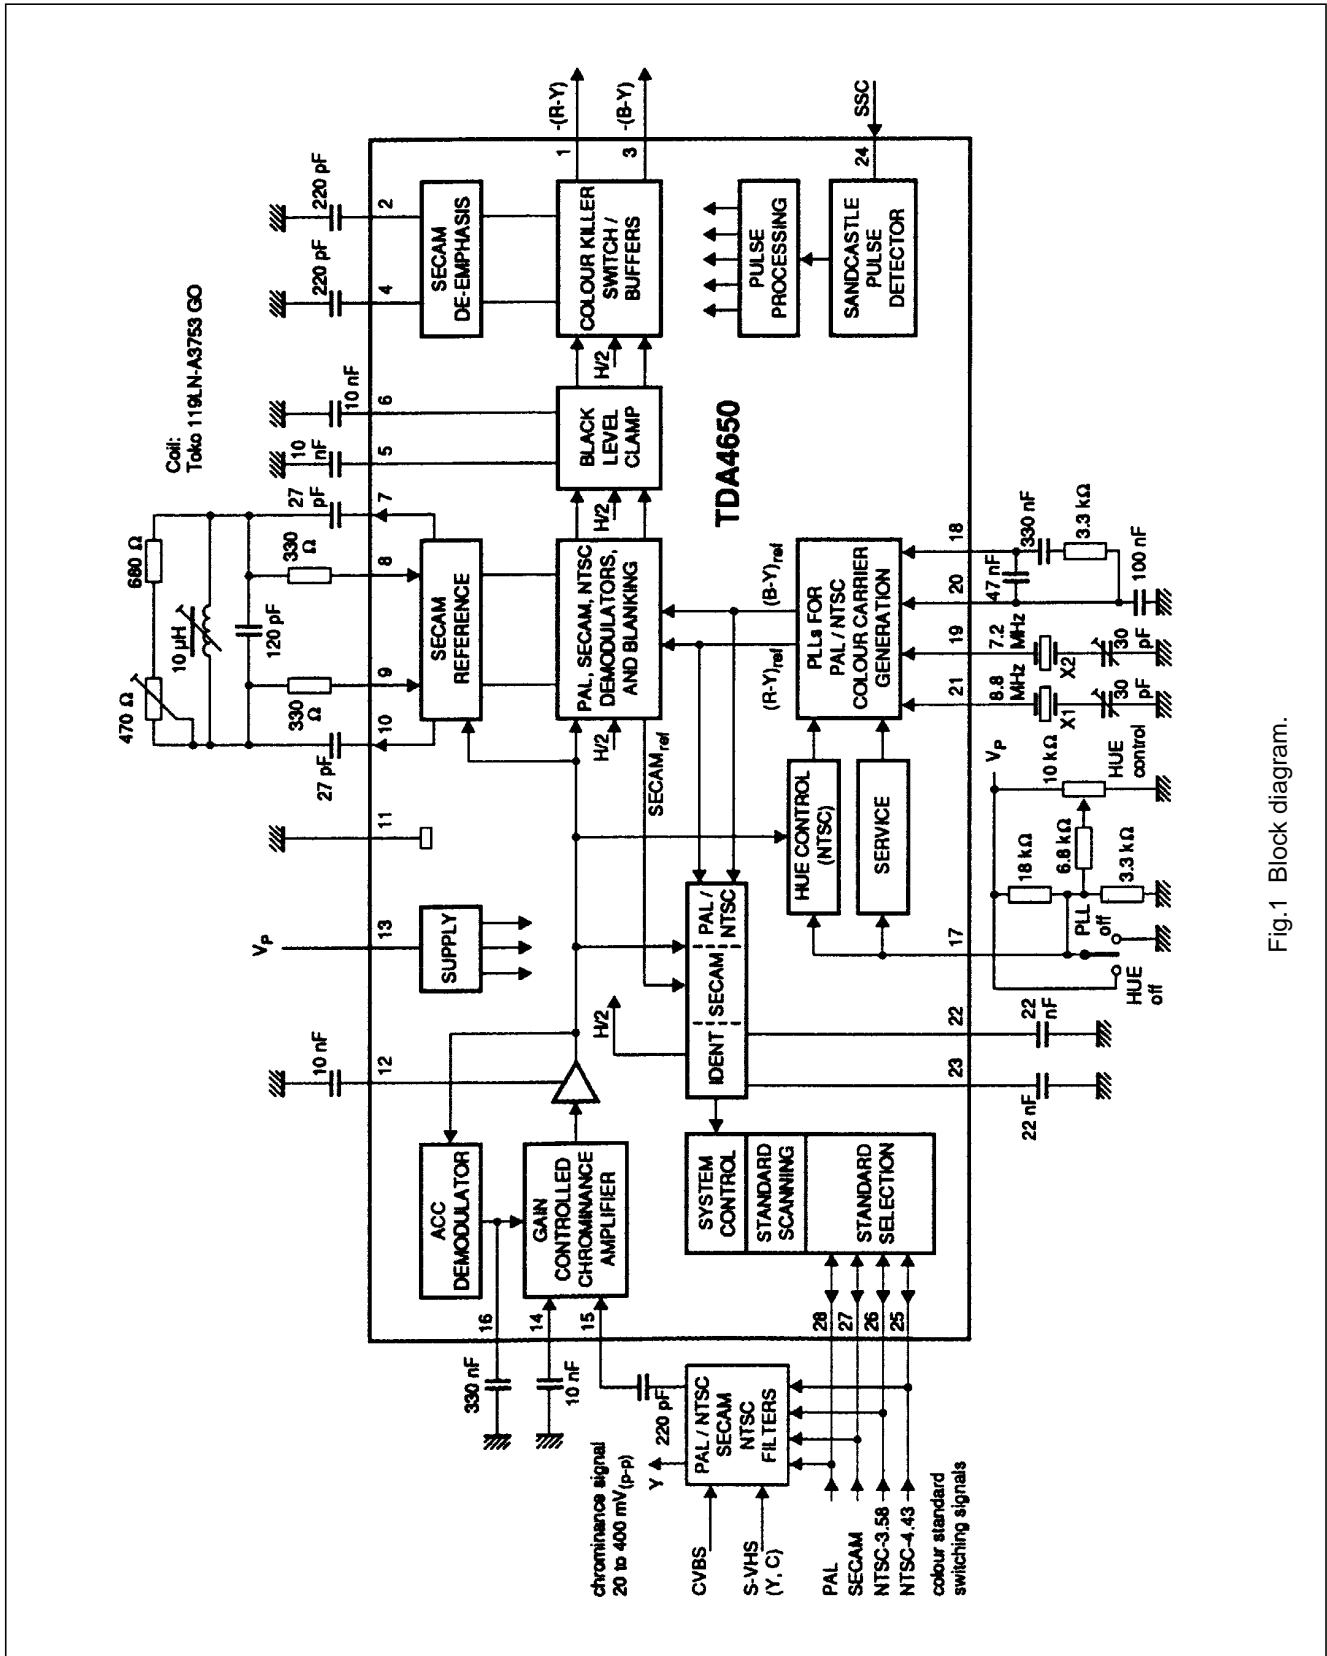 Coil:
Toko 119LN-A3753 GO
470 Ω
680 Ω
10 μH
120 pF
330
Ω
330
Ω
27 pF
27
pF
10
nF
10 nF
220 pF
220 pF
10 nF
VP
12
13
11
10
9
8
7
5
6
4
2
ACC
DEMODULATOR
SUPPLY
SECAM
REFERENCE
SECAM
DE-EMPHASIS
330 nF
16
10 nF
14
15
220 pF
chrominance signal
20 to 400 mV(p-p)
GAIN
CONTROLLED
CHROMINANCE
AMPLIFIER
H/2
H/2
PAL, SECAM, NTSC
DEMODULATORS,
AND BLANKING
H/2
BLACK
LEVEL
CLAMP
H/2
COLOUR KILLER
SWITCH /
BUFFERS
1
-(R-Y)
3
-(B-Y)
SECAMref
Y
CVBS
S-VHS
(Y, C)
PAL / NTSC
SECAM
NTSC
FILTERS
SYSTEM
CONTROL
STANDARD
SCANNING
STANDARD
SELECTION
IDENT
SECAM
PAL /
NTSC
(R-Y)ref
(B-Y)ref
TDA4650
PULSE
PROCESSING
HUE CONTROL
(NTSC)
SERVICE
PLLs FOR
PAL / NTSC
COLOUR CARRIER
GENERATION
SANDCASTLE
PULSE
DETECTOR
24
SSC
PAL
SECAM
NTSC-3.58
NTSC-4.43
colour standard
switching signals
28
27
26
25
23
22
17
21
19
20
18
22 nF
22
nF
HUE
off
PLL
off
18 kΩ
6.8 kΩ
3.3 kΩ
VP
10 kΩ
HUE
control
8.8
MHz
X1
30
pF
7.2
MHz
X2
30
pF
47 nF
330 nF
3.3 kΩ
100 nF
Fig.1 Block diagram.